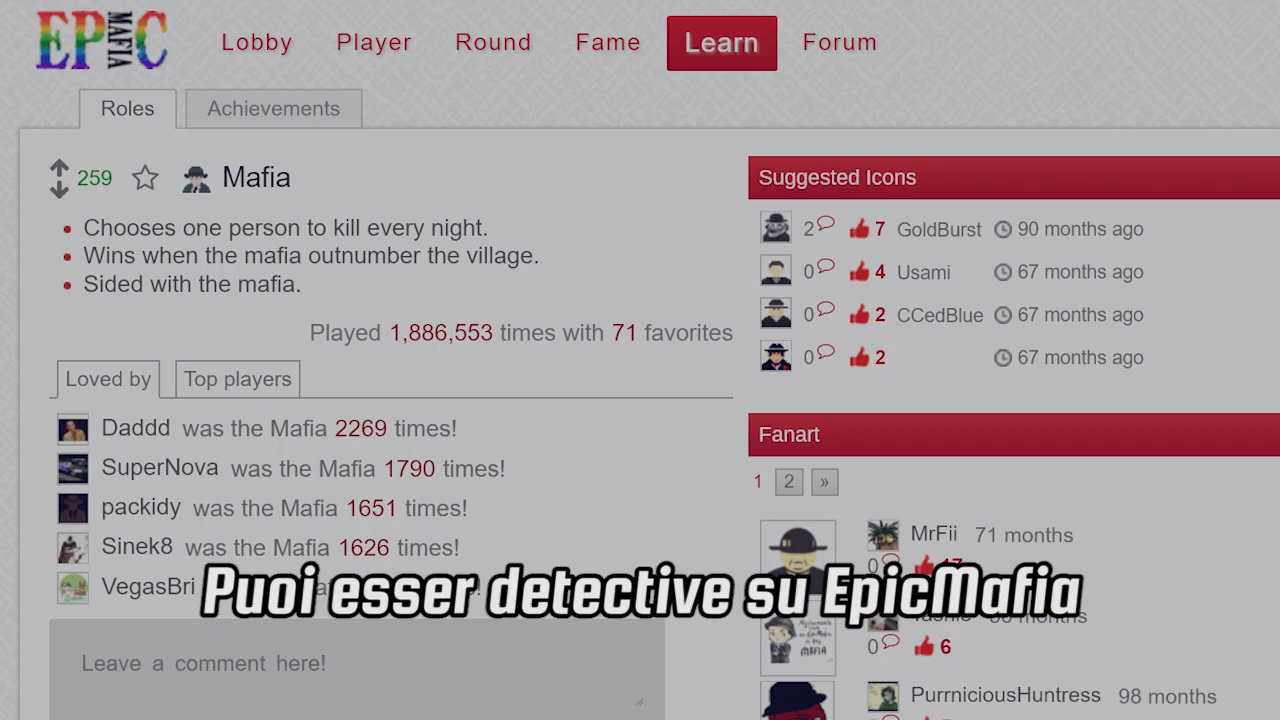 EPIC MAFIA
Lobby Player Round Fame Learn Forum
Roles Achievements
259 Mafia
Chooses one person to kill every night.
Wins when the mafia outnumber the village.
Sided with the mafia.
Played 1,886,553 times with 71 favorites
Loved by Top players
Daddd was the Mafia 2269 times!
SuperNova was the Mafia 1790 times!
packidy was the Mafia 1651 times!
Sinek8 was the Mafia 1626 times!
VegasBri
Leave a comment here!
Suggested Icons
2 7 GoldBurst 90 months ago
0 4 Usami 67 months ago
0 2 CCedBlue 67 months ago
0 2 67 months ago
Fanart
1 2 »
MrFii 71 months
0 17
0 6
PurrniciousHuntress 98 months
Puoi esser detective su EpicMafia